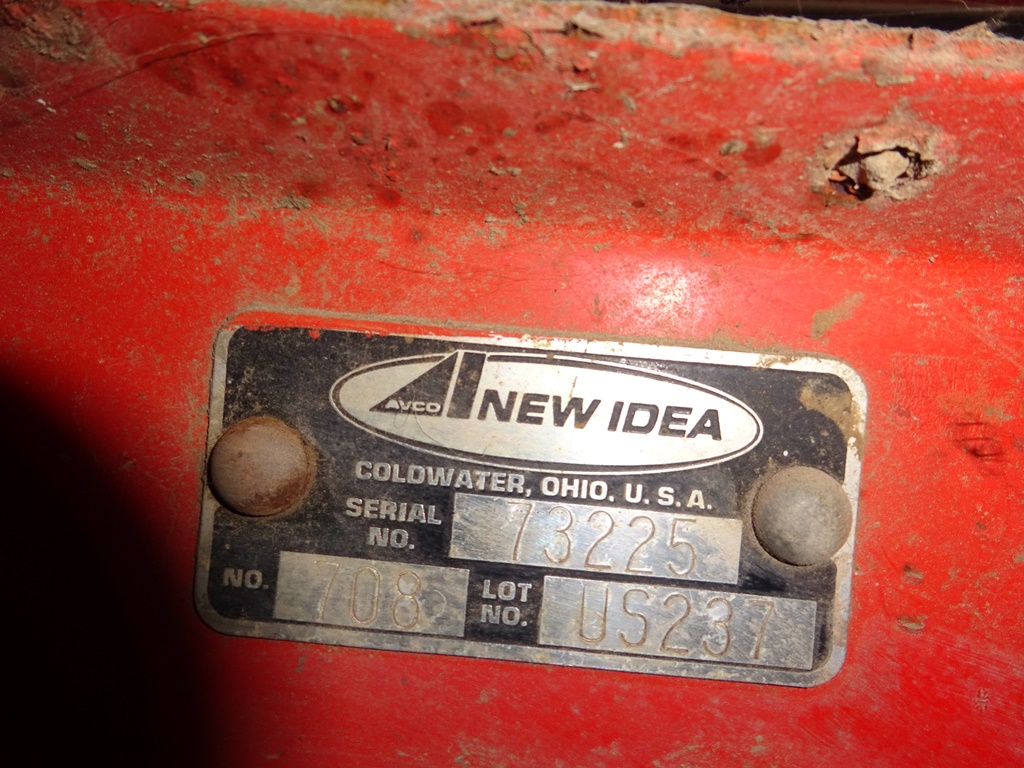 AVCO NEW IDEA
COLDWATER, OHIO, U. S. A.
SERIAL NO. 73225
NO. 708 LOT NO. US237